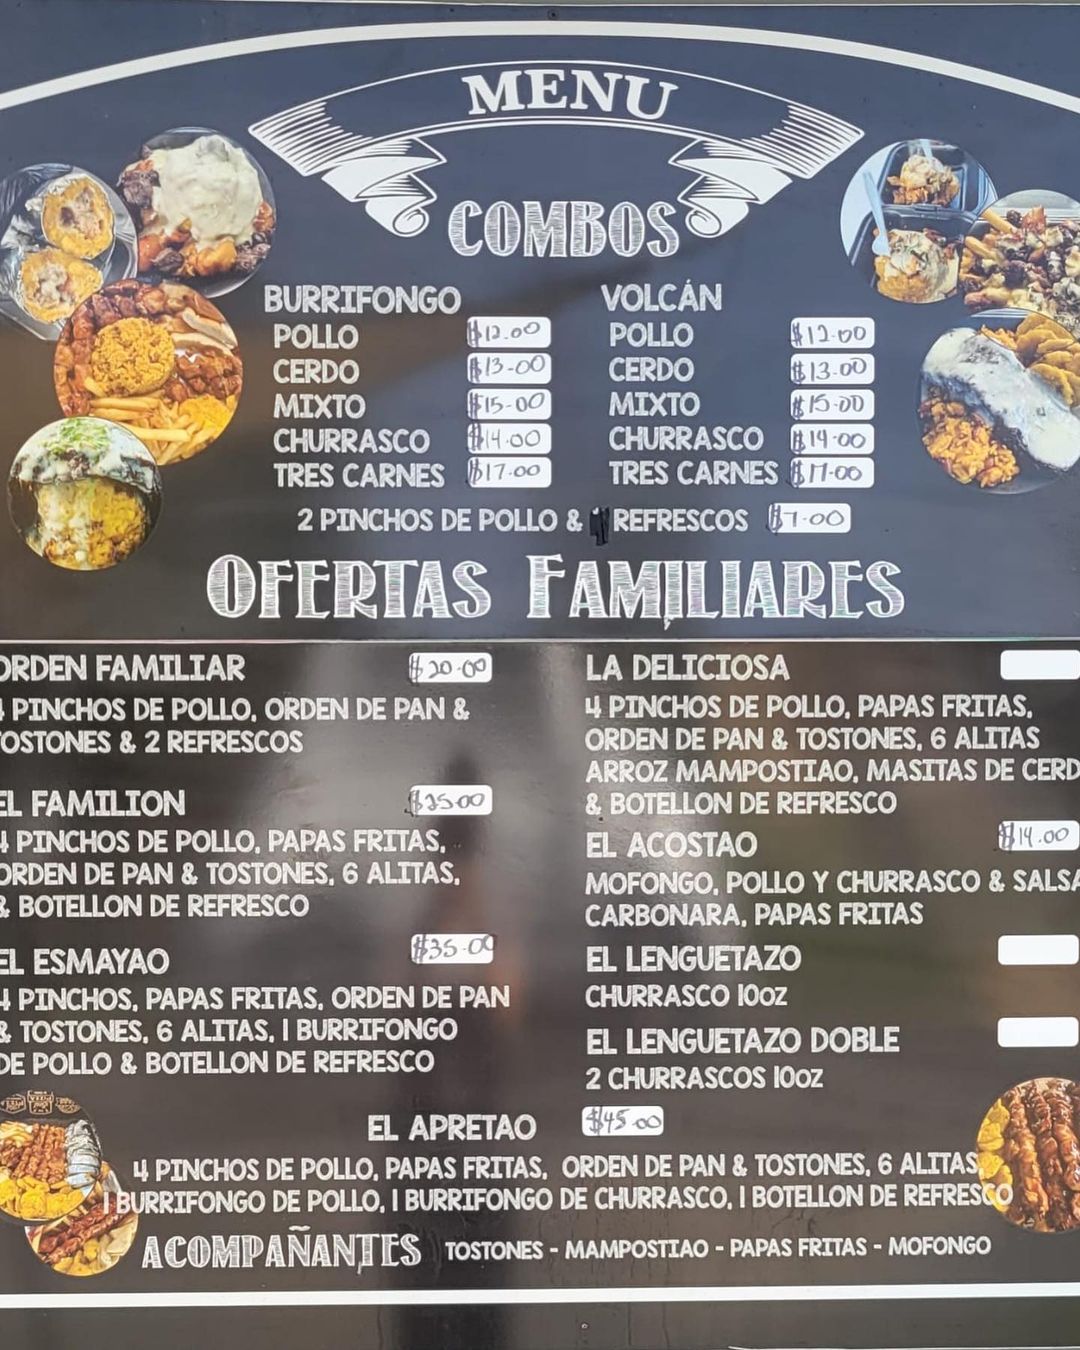 MENU
COMBOS
BURRIFONGO
POLLO $12.00
CERDO $13.00
MIXTO $15.00
CHURRASCO $14.00
TRES CARNES $17.00
VOLCÁN
POLLO $12.00
CERDO $13.00
MIXTO $15.00
CHURRASCO $14.00
TRES CARNES $17.00
2 PINCHOS DE POLLO & REFRESCOS $7.00
OFERTAS FAMILIARES
ORDEN FAMILIAR $20.00
4 PINCHOS DE POLLO, ORDEN DE PAN &
TOSTONES & 2 REFRESCOS
EL FAMILION $25.00
4 PINCHOS DE POLLO, PAPAS FRITAS,
ORDEN DE PAN & TOSTONES, 6 ALITAS,
& BOTELLON DE REFRESCO
EL ESMAYAO $35.00
4 PINCHOS, PAPAS FRITAS, ORDEN DE PAN
& TOSTONES, 6 ALITAS, 1 BURRIFONGO
DE POLLO & BOTELLON DE REFRESCO
LA DELICIOSA
4 PINCHOS DE POLLO, PAPAS FRITAS,
ORDEN DE PAN & TOSTONES, 6 ALITAS
ARROZ MAMPOSTIAO, MASITAS DE CERD
& BOTELLON DE REFRESCO
EL ACOSTAO $14.00
MOFONGO, POLLO Y CHURRASCO & SALSA
CARBONARA, PAPAS FRITAS
EL LENGUETAZO
CHURRASCO 10oz
EL LENGUETAZO DOBLE
2 CHURRASCOS 10oz
EL APRETAO $45.00
4 PINCHOS DE POLLO, PAPAS FRITAS, ORDEN DE PAN & TOSTONES, 6 ALITAS,
1 BURRIFONGO DE POLLO, 1 BURRIFONGO DE CHURRASCO, 1 BOTELLON DE REFRESCO
ACOMPAÑANTES TOSTONES - MAMPOSTIAO - PAPAS FRITAS - MOFONGO